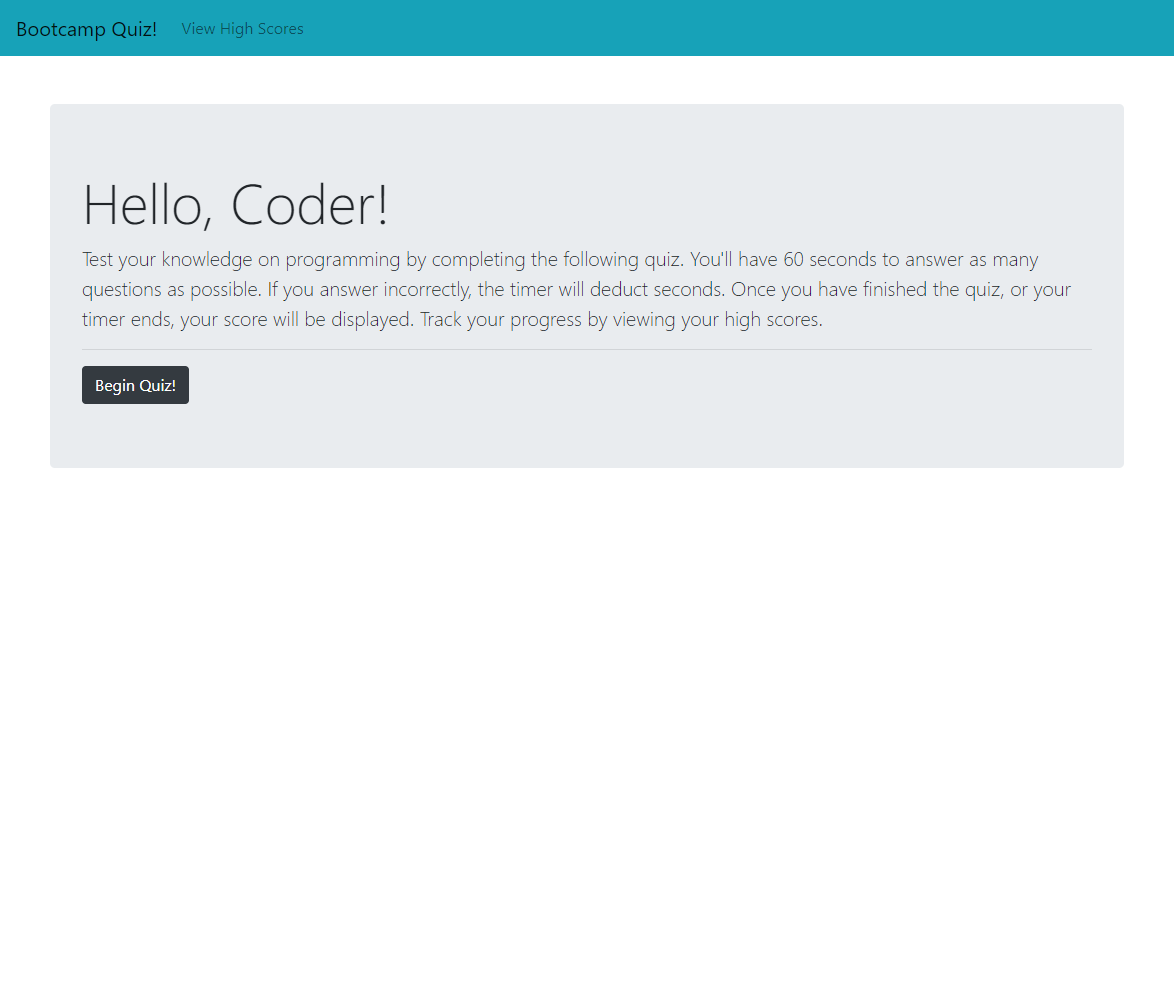 Bootcamp Quiz! View High Scores
Hello, Coder!
Test your knowledge on programming by completing the following quiz. You'll have 60 seconds to answer as many
questions as possible. If you answer incorrectly, the timer will deduct seconds. Once you have finished the quiz, or your
timer ends, your score will be displayed. Track your progress by viewing your high scores.
Begin Quiz!